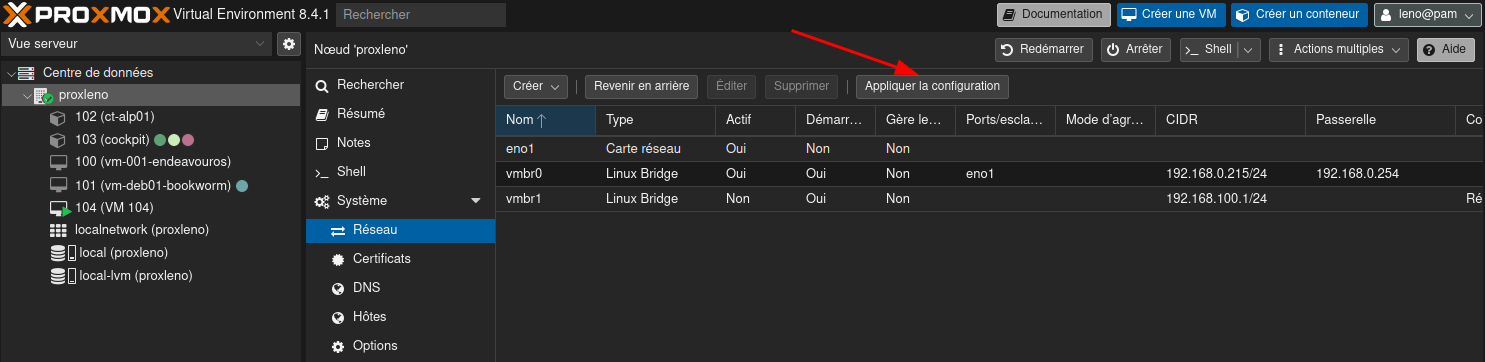 PROXMOX Virtual Environment 8.4.1 Rechercher Documentation Créer une VM Créer un conteneur leno@pam
Vue serveur
Centre de données
proxleno
102 (ct-alp01)
103 (cockpit)
100 (vm-001-endeavouros)
101 (vm-deb01-bookworm)
104 (VM 104)
localnetwork (proxleno)
local (proxleno)
local-lvm (proxleno)
Nœud 'proxleno' Redémarrer Arrêter Shell Actions multiples Aide
Rechercher
Résumé
Notes
Shell
Système
Réseau
Certificats
DNS
Hôtes
Options
Créer Revenir en arrière Éditer Supprimer Appliquer la configuration
Nom Type Actif Démarr... Gère le... Ports/escla... Mode d'agr... CIDR Passerelle Co
eno1 Carte réseau Oui Non Non
vmbr0 Linux Bridge Oui Oui Non eno1 192.168.0.215/24 192.168.0.254
vmbr1 Linux Bridge Non Oui Non 192.168.100.1/24 Ré